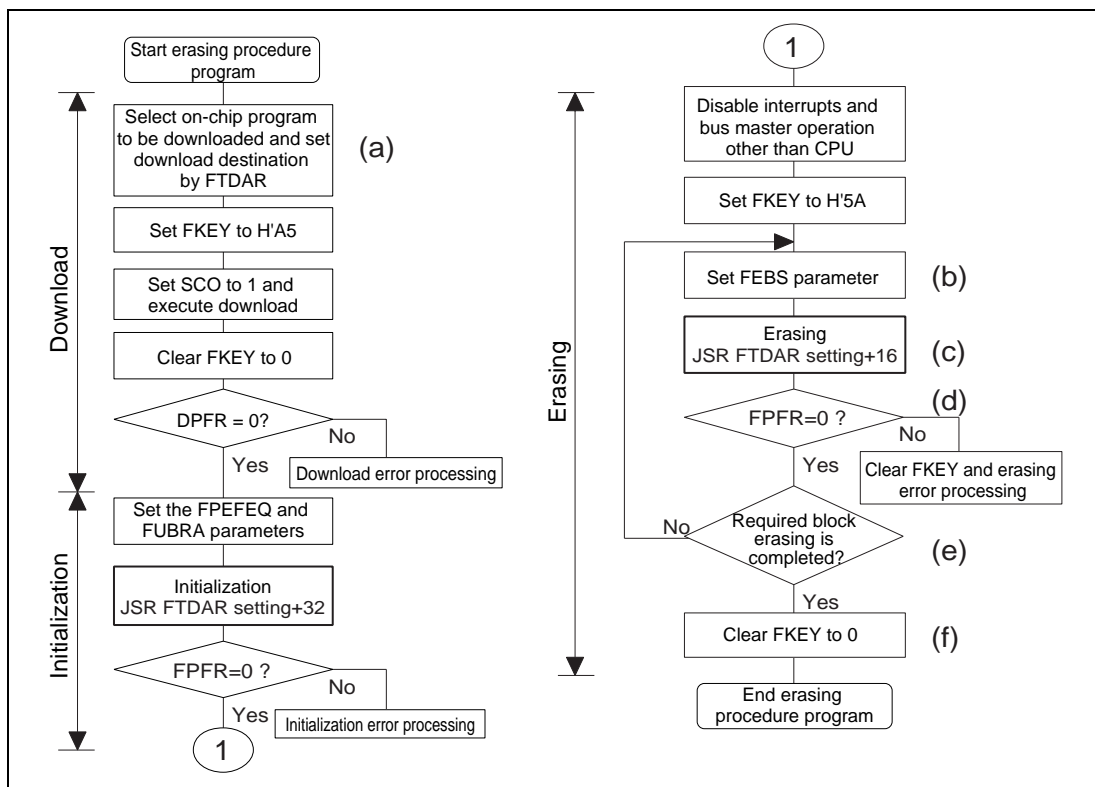 Start erasing procedure
program
Download
Select on-chip program
to be downloaded and set
download destination
by FTDAR
(a)
Set FKEY to H'A5
Set SCO to 1 and
execute download
Clear FKEY to 0
DPFR = 0?
No
Yes
Download error processing
Initialization
Set the FPEFEQ and
FUBRA parameters
Initialization
JSR FTDAR setting+32
FPFR=0 ?
No
Yes
Initialization error processing
1
1
Erasing
Disable interrupts and
bus master operation
other than CPU
Set FKEY to H'5A
Set FEBS parameter
(b)
Erasing
JSR FTDAR setting+16
(c)
(d)
FPFR=0 ?
No
Yes
Clear FKEY and erasing
error processing
No
Required block
erasing is
completed?
(e)
Yes
Clear FKEY to 0
(f)
End erasing
procedure program